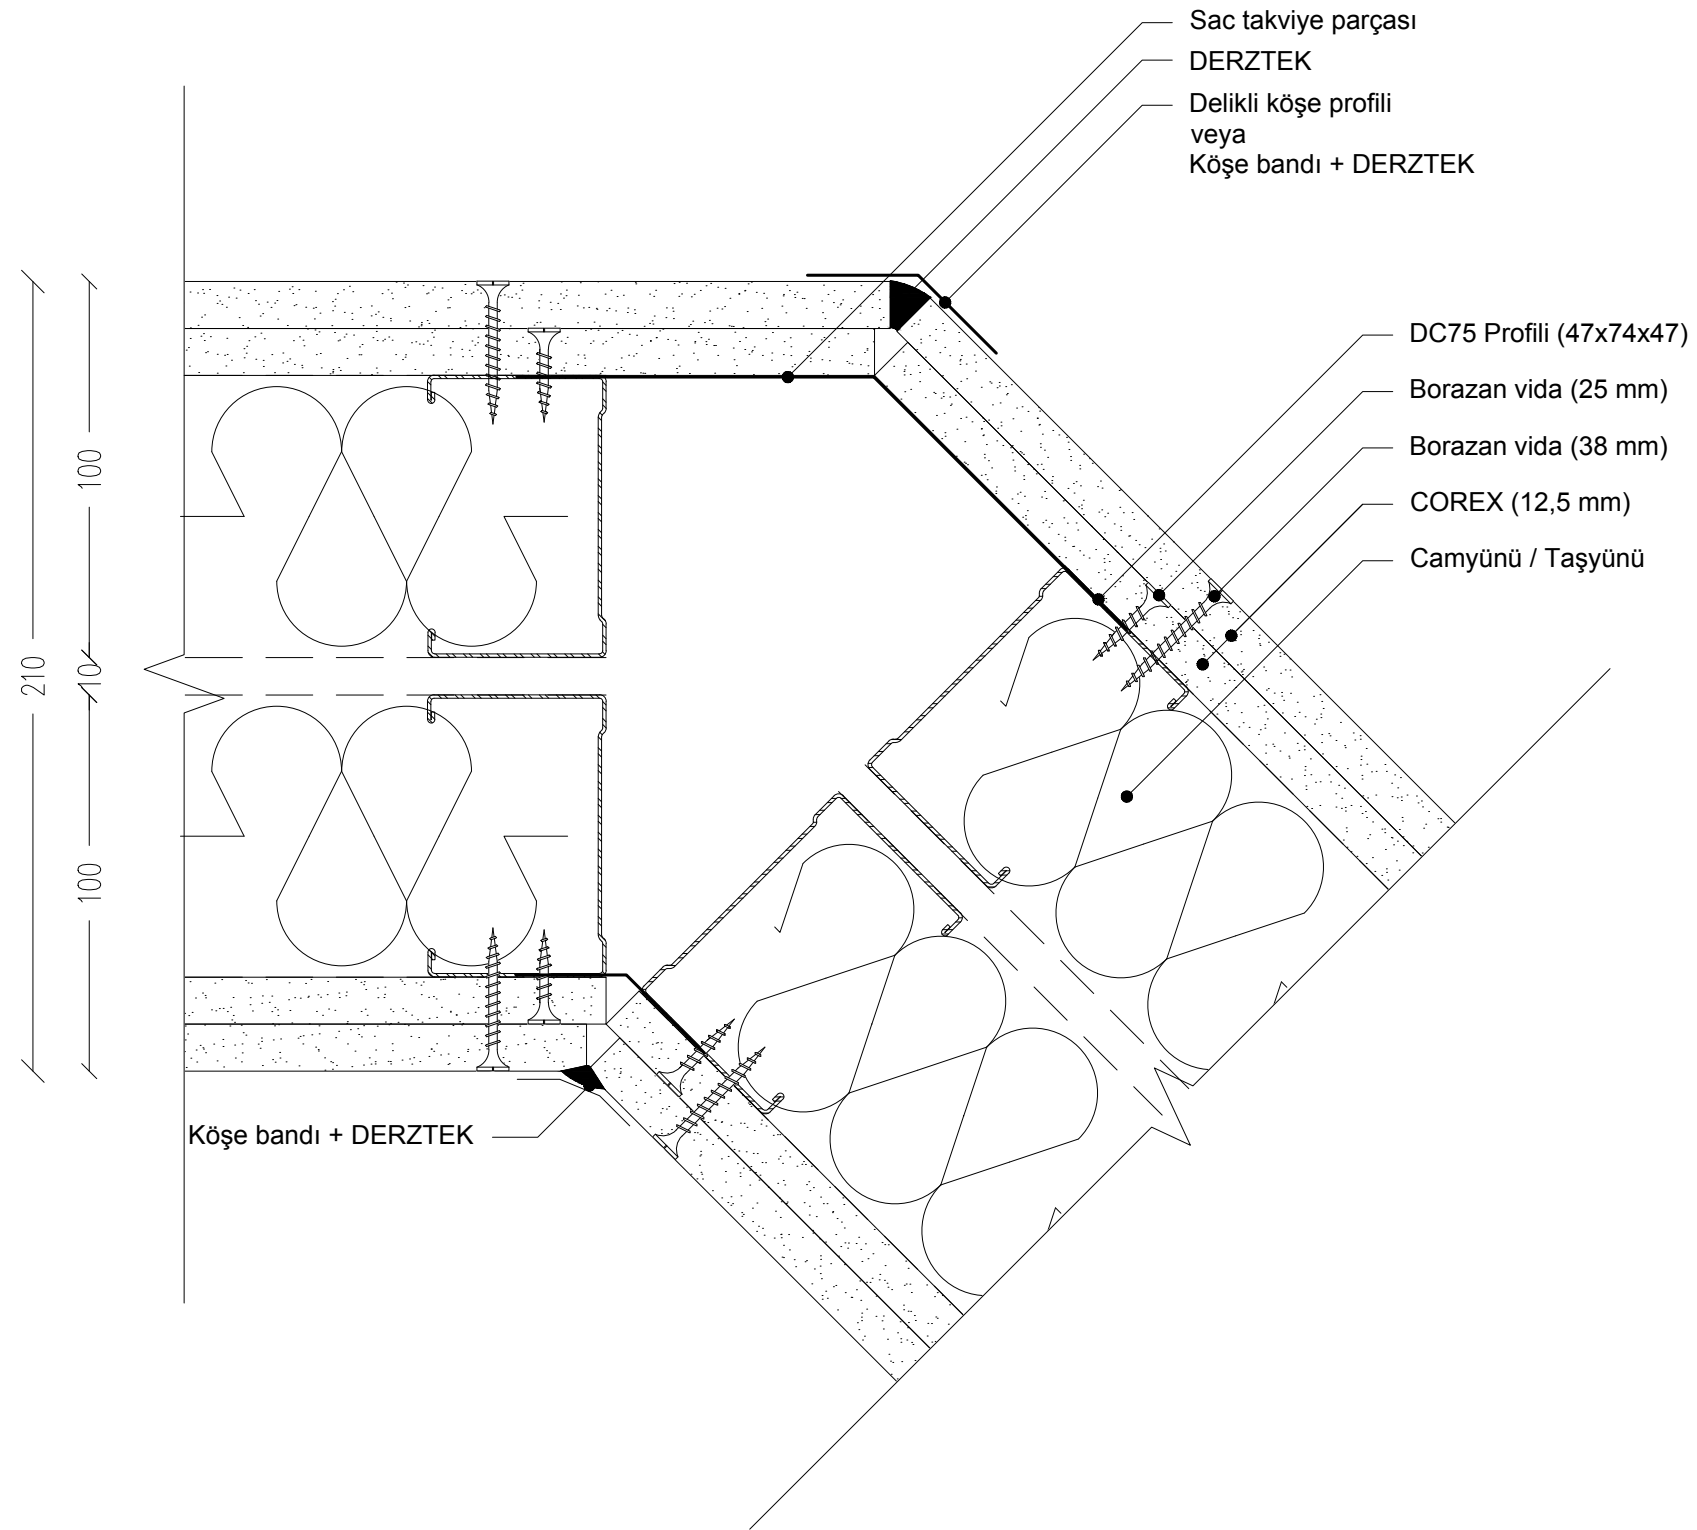 Sac takviye parçası
DERZTEK
Delikli köşe profili
veya
Köşe bandı + DERZTEK
DC75 Profili (47x74x47)
Borazan vida (25 mm)
Borazan vida (38 mm)
COREX (12,5 mm)
Camyünü / Taşyünü
210
100
10
100
Köşe bandı + DERZTEK